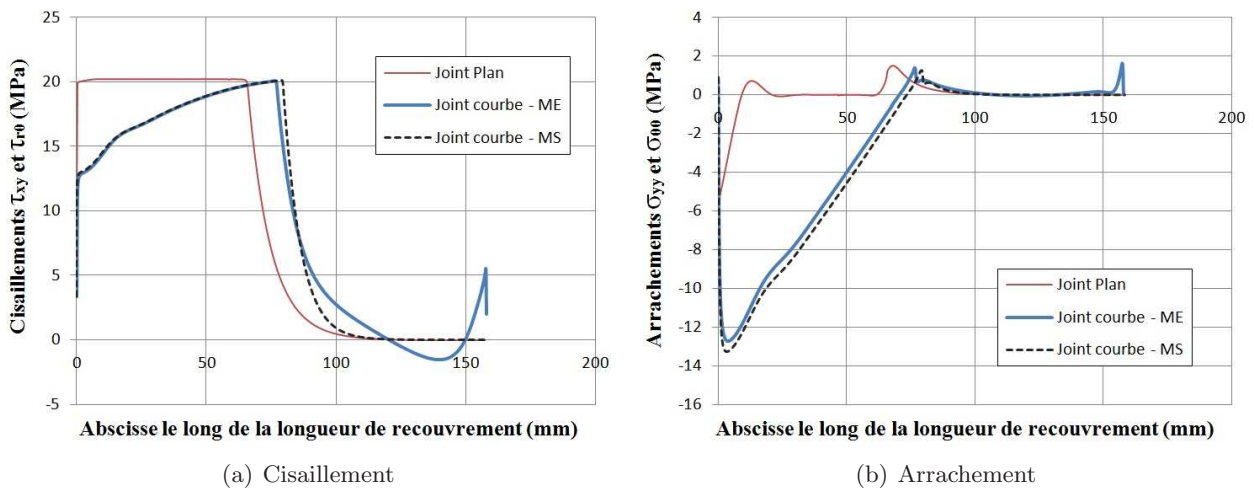 25
20
15
10
5
0
-5
0
50
100
150
200
Cisaillements τxy et τrθ (MPa)
Joint Plan
Joint courbe - ME
Joint courbe - MS
Abscisse le long de la longueur de recouvrement (mm)
(a) Cisaillement
4
2
0
-2
-4
-6
-8
-10
-12
-14
-16
0
50
100
150
200
Arrachements σyy et σθθ (MPa)
Joint Plan
Joint courbe - ME
Joint courbe - MS
Abscisse le long de la longueur de recouvrement (mm)
(b) Arrachement